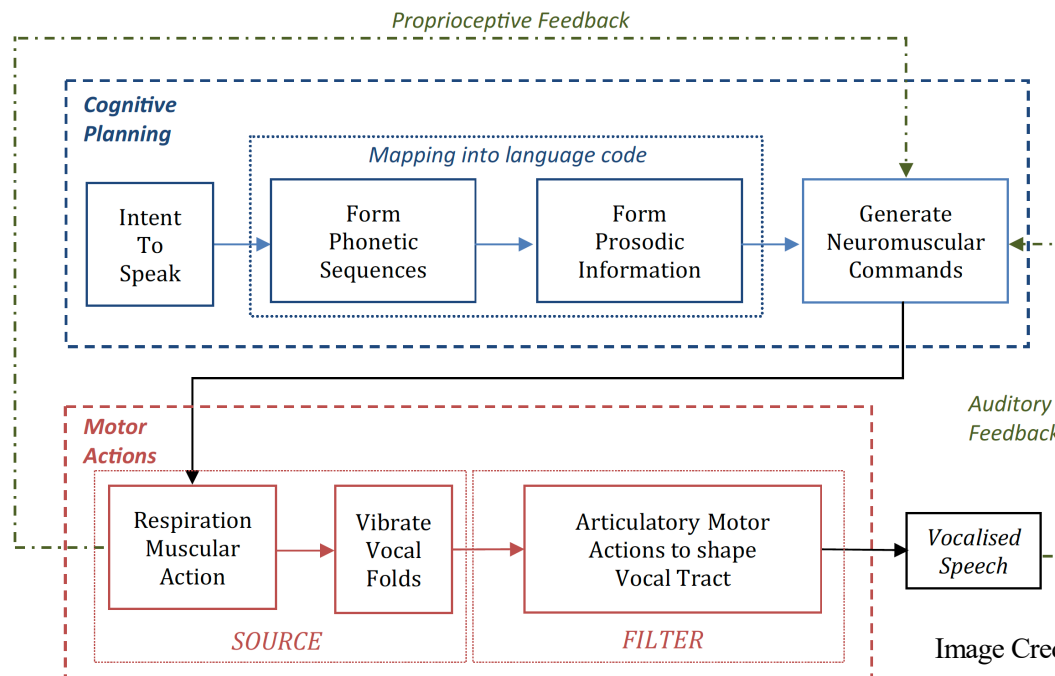 Proprioceptive Feedback
Cognitive
Planning
Mapping into language code
Intent
To
Speak
Form
Phonetic
Sequences
Form
Prosodic
Information
Generate
Neuromuscular
Commands
Auditory
Feedback
Motor
Actions
Respiration
Muscular
Action
Vibrate
Vocal
Folds
Articulatory Motor
Actions to shape
Vocal Tract
Vocalised
Speech
SOURCE
FILTER
Image